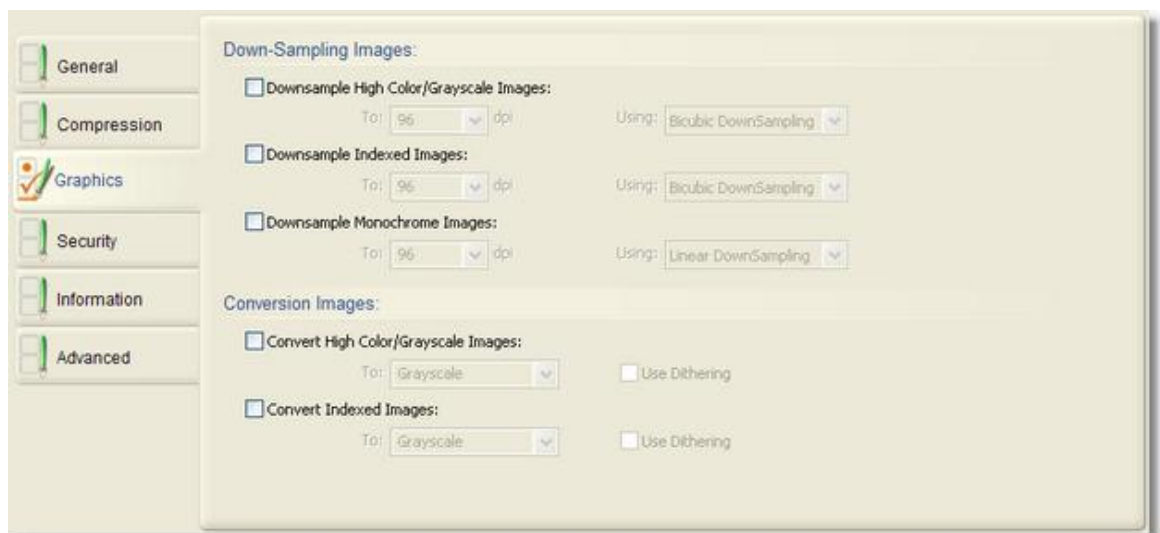 General
Compression
Graphics
Security
Information
Advanced
Down-Sampling Images:
Downsample High Color/Grayscale Images:
To: 96 dpi Using: Bicubic DownSampling
Downsample Indexed Images:
To: 96 dpi Using: Bicubic DownSampling
Downsample Monochrome Images:
To: 96 dpi Using: Linear DownSampling
Conversion Images:
Convert High Color/Grayscale Images:
To: Grayscale Use Dithering
Convert Indexed Images:
To: Grayscale Use Dithering